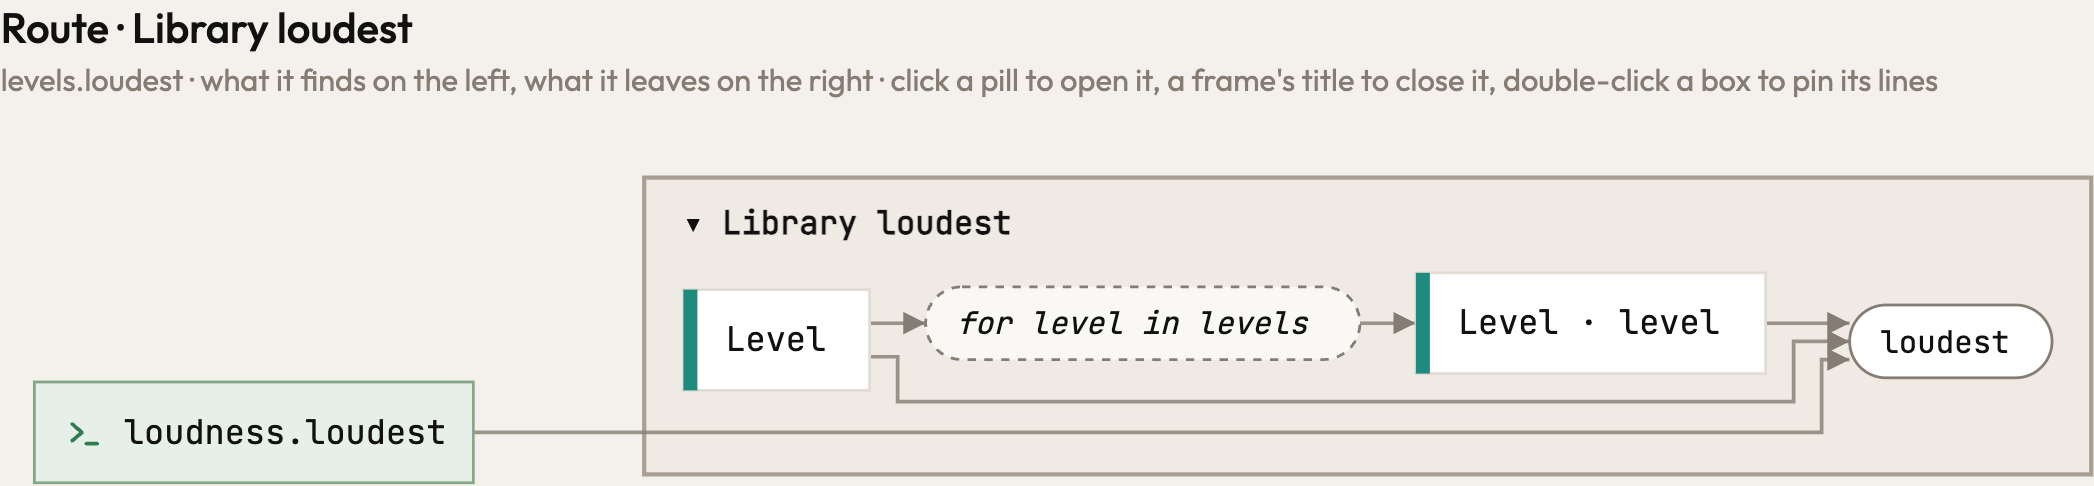 Route · Library loudest
levels.loudest · what it finds on the left, what it leaves on the right · click a pill to open it, a frame's title to close it, double-click a box to pin its lines
▾ Library loudest
Level
for level in levels
Level · level
loudest
>_ loudness.loudest